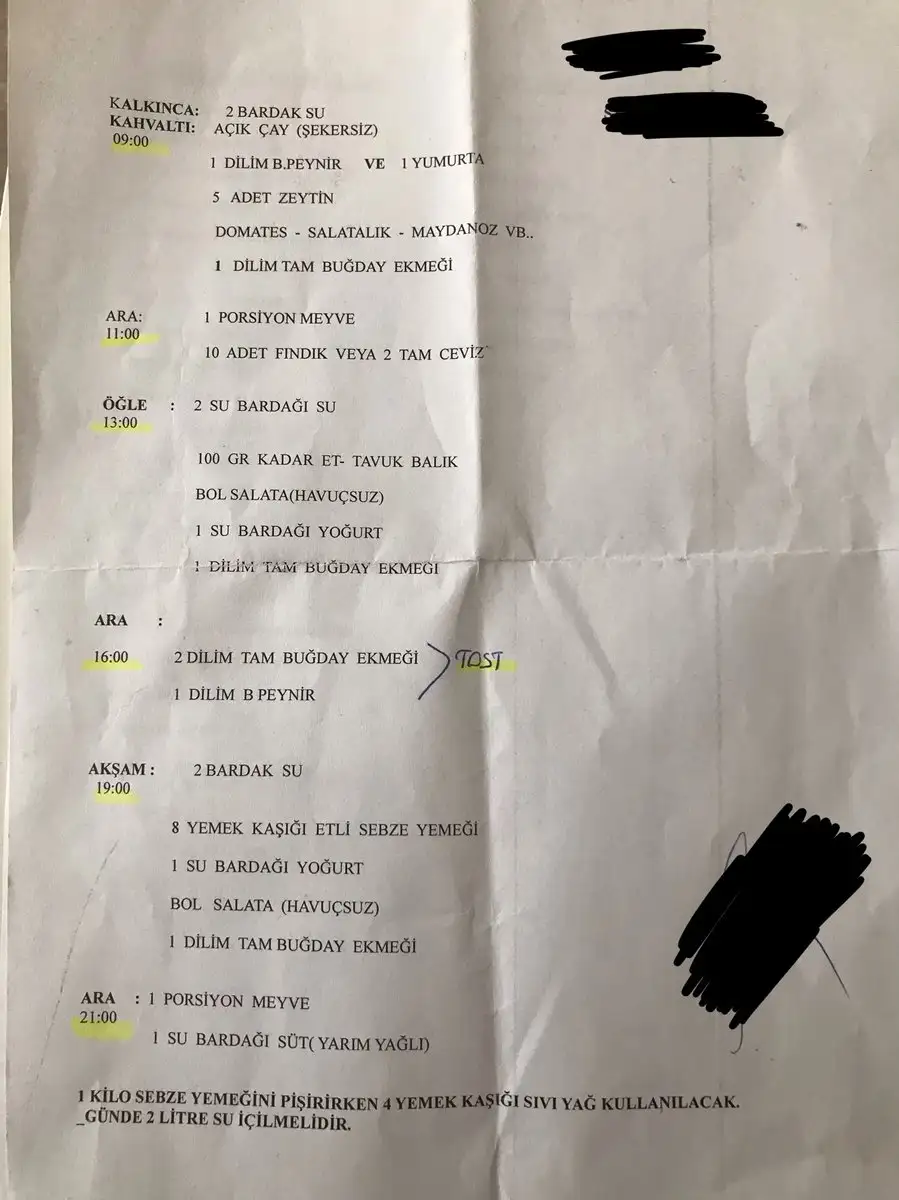 KALKINCA: 2 BARDAK SU
KAHVALTI: AÇIK ÇAY (ŞEKERSİZ)
09:00
1 DİLİM B.PEYNİR VE 1 YUMURTA
5 ADET ZEYTİN
DOMATES - SALATALIK - MAYDANOZ VB..
1 DİLİM TAM BUĞDAY EKMEĞİ
ARA: 1 PORSİYON MEYVE
11:00
10 ADET FINDIK VEYA 2 TAM CEVİZ
ÖĞLE : 2 SU BARDAĞI SU
13:00
100 GR KADAR ET- TAVUK BALIK
BOL SALATA(HAVUÇSUZ)
1 SU BARDAĞI YOĞURT
1 DİLİM TAM BUĞDAY EKMEĞİ
ARA :
16:00 2 DİLİM TAM BUĞDAY EKMEĞİ TOST
1 DİLİM B PEYNİR
AKŞAM : 2 BARDAK SU
19:00
8 YEMEK KAŞIĞI ETLİ SEBZE YEMEĞİ
1 SU BARDAĞI YOĞURT
BOL SALATA (HAVUÇSUZ)
1 DİLİM TAM BUĞDAY EKMEĞİ
ARA : 1 PORSİYON MEYVE
21:00
1 SU BARDAĞI SÜT( YARIM YAĞLI)
1 KİLO SEBZE YEMEĞİNİ PİŞİRİRKEN 4 YEMEK KAŞIĞI SIVI YAĞ KULLANILACAK.
_GÜNDE 2 LİTRE SU İÇİLMELİDİR.